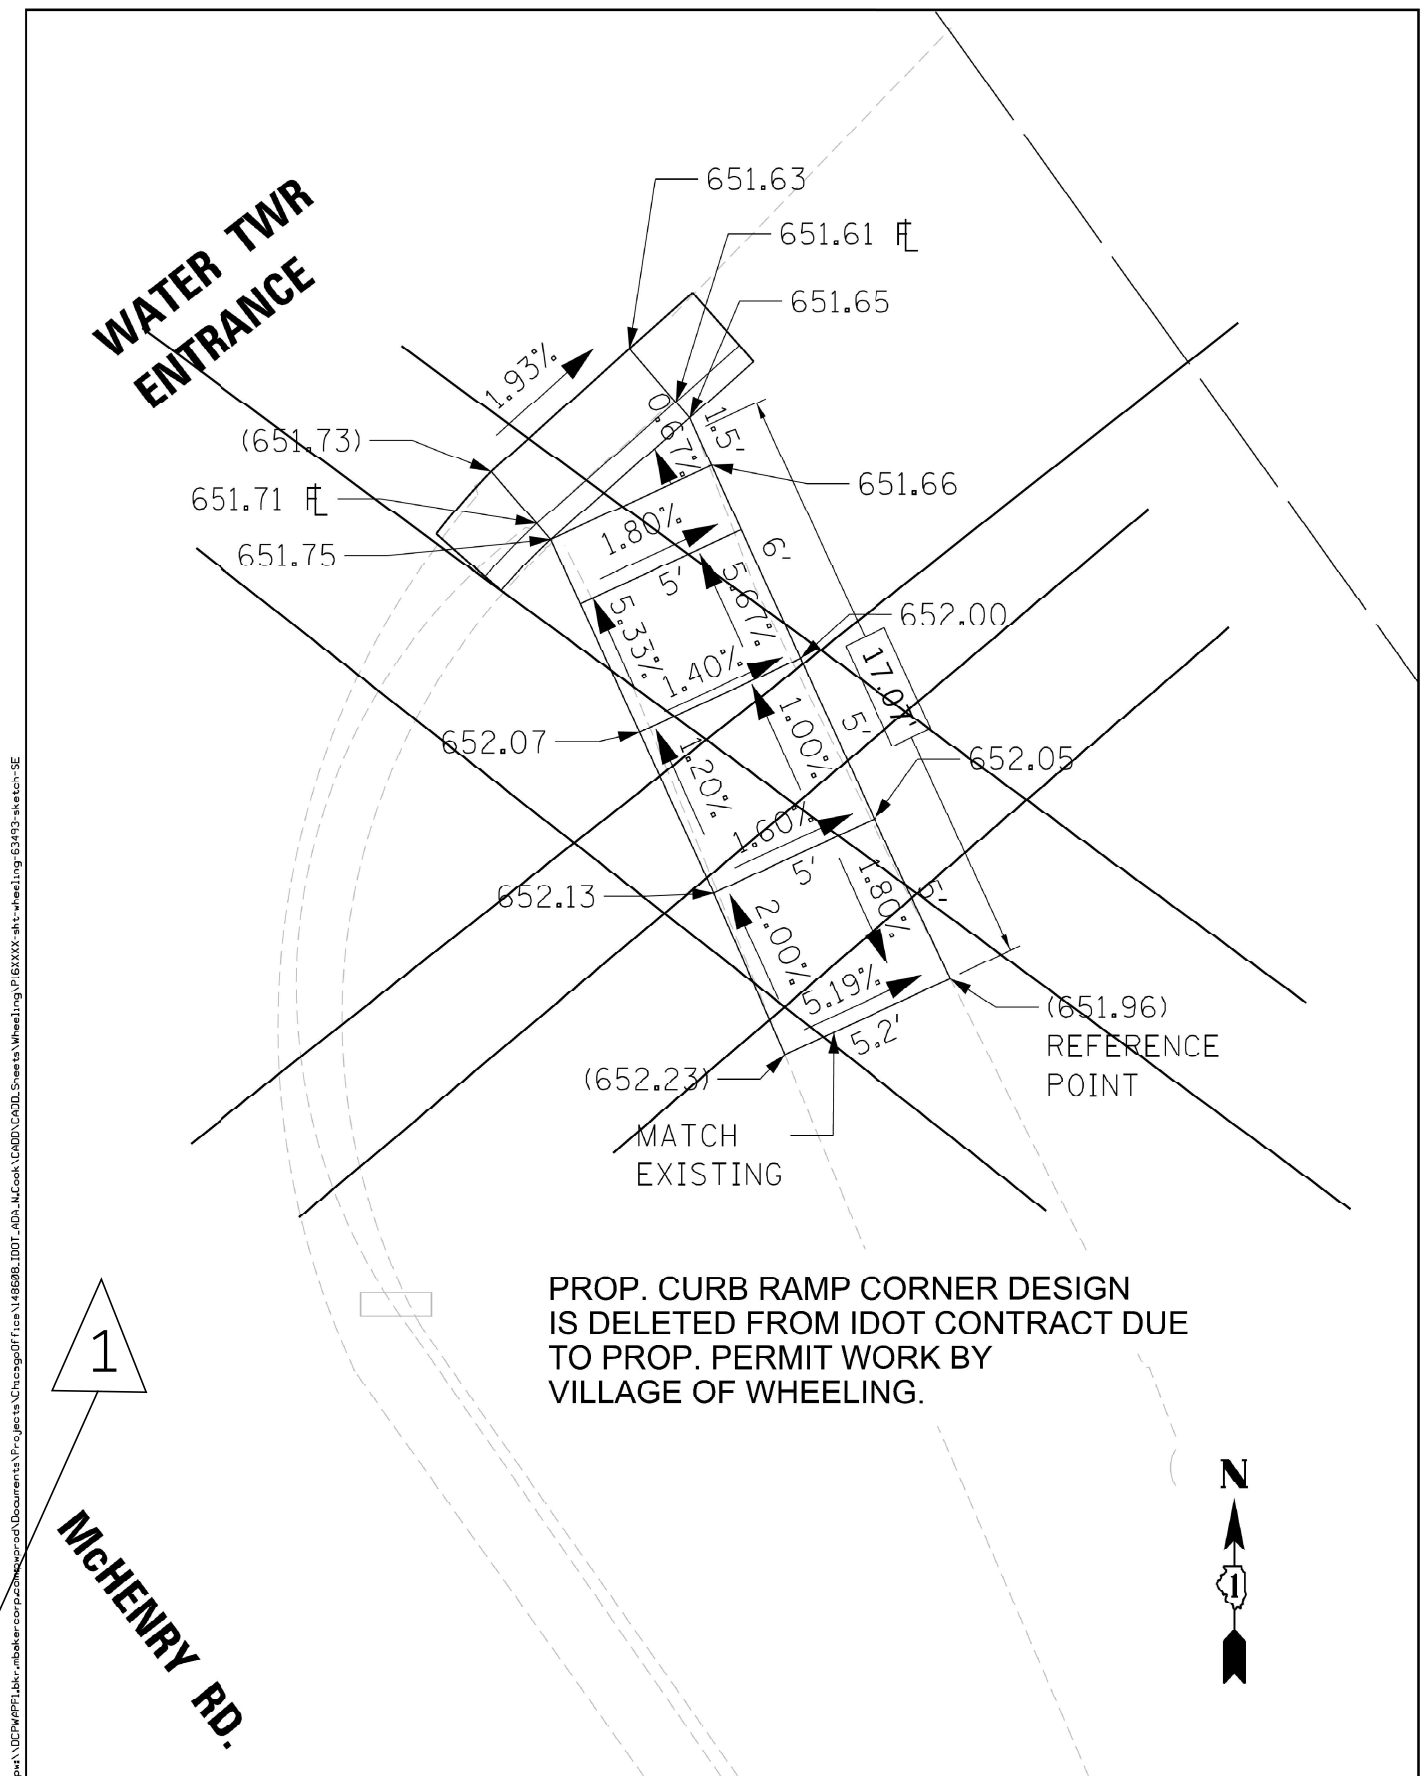 651.63
651.61 FL
651.65
WATER TWR
ENTRANCE
1.93%
(651.73)
0.67%
1.5'
651.71 FL
651.66
651.75
1.80%
6'
5'
5.67%
5.33%
652.00
1.40%
17.07'
652.07
1.00%
5'
1.20%
652.05
1.60%
5'
652.13
1.80%
5'
2.00%
5.19%
5.2'
(651.96)
REFERENCE
POINT
(652.23)
MATCH
EXISTING
PROP. CURB RAMP CORNER DESIGN
IS DELETED FROM IDOT CONTRACT DUE
TO PROP. PERMIT WORK BY
VILLAGE OF WHEELING.
1
N
1
McHENRY RD.